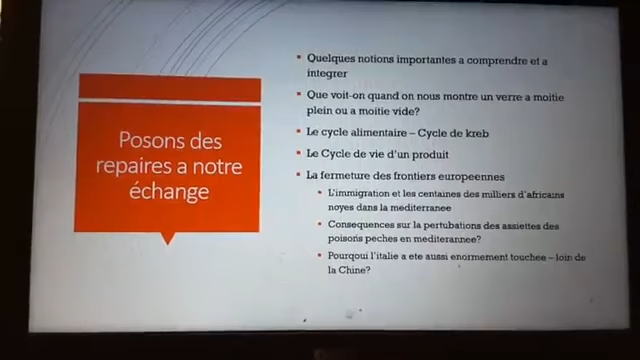 Posons des
repaires a notre
échange
Quelques notions importantes a comprendre et a
integrer
Que voit-on quand on nous montre un verre a moitie
plein ou a moitie vide?
Le cycle alimentaire – Cycle de kreb
Le Cycle de vie d'un produit
La fermeture des frontiers europeennes
L'immigration et les centaines des milliers d'africains
noyes dans la mediterranee
Consequences sur la pertubations des assiettes des
poisons peches en mediterannee?
Pourqoui l'italie a ete aussi enormement touchee – loin de
la Chine?